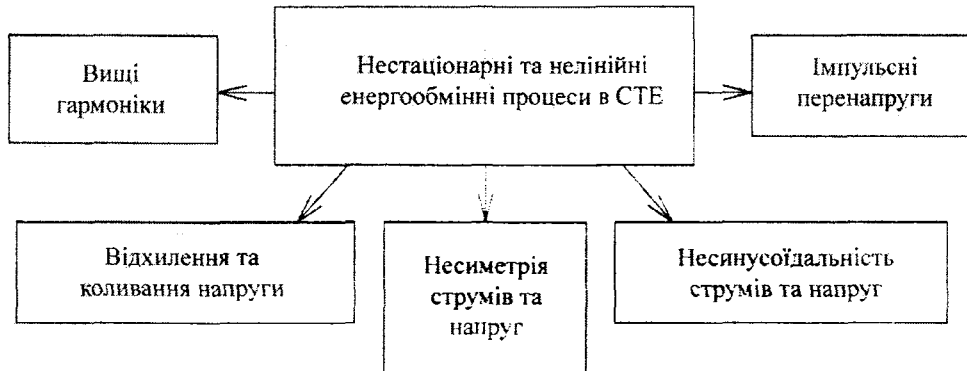 Вищі
гармоніки
Нестаціонарні та нелінійні
енергообмінні процеси в СТЕ
Імпульсні
перенапруги
Відхилення та
коливання напруги
Несиметрія
струмів та
напруг
Несинусоїдальність
струмів та напруг